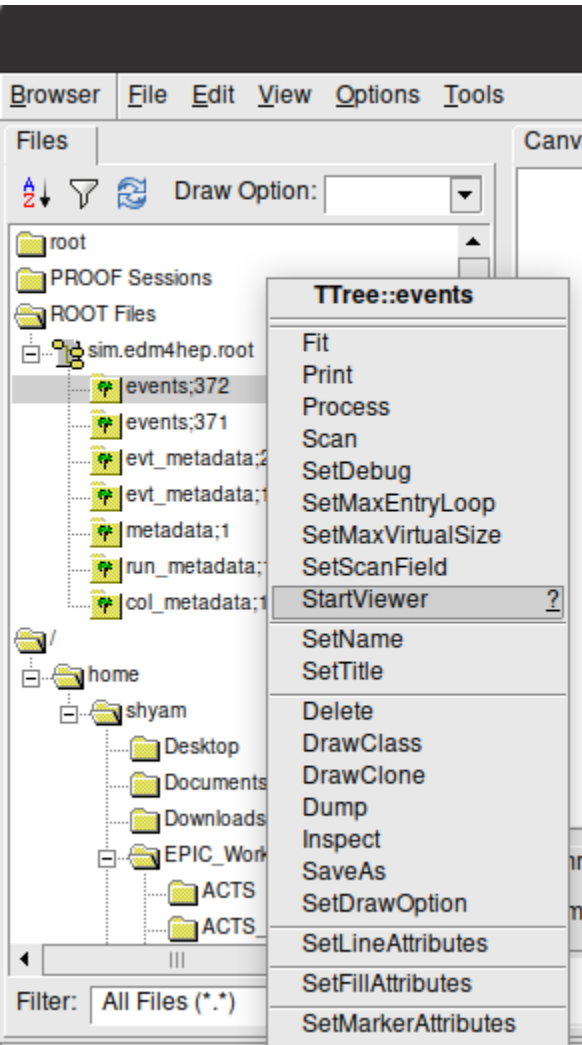 Browser File Edit View Options Tools
Files
Canv
Draw Option:
root
PROOF Sessions
ROOT Files
sim.edm4hep.root
events;372
events;371
evt_metadata;2
evt_metadata;1
metadata;1
run_metadata;1
col_metadata;1
/
home
shyam
Desktop
Documents
Downloads
EPIC_Work
ACTS
ACTS_
Filter: All Files (*.*)
TTree::events
Fit
Print
Process
Scan
SetDebug
SetMaxEntryLoop
SetMaxVirtualSize
SetScanField
StartViewer ?
SetName
SetTitle
Delete
DrawClass
DrawClone
Dump
Inspect
SaveAs
SetDrawOption
SetLineAttributes
SetFillAttributes
SetMarkerAttributes